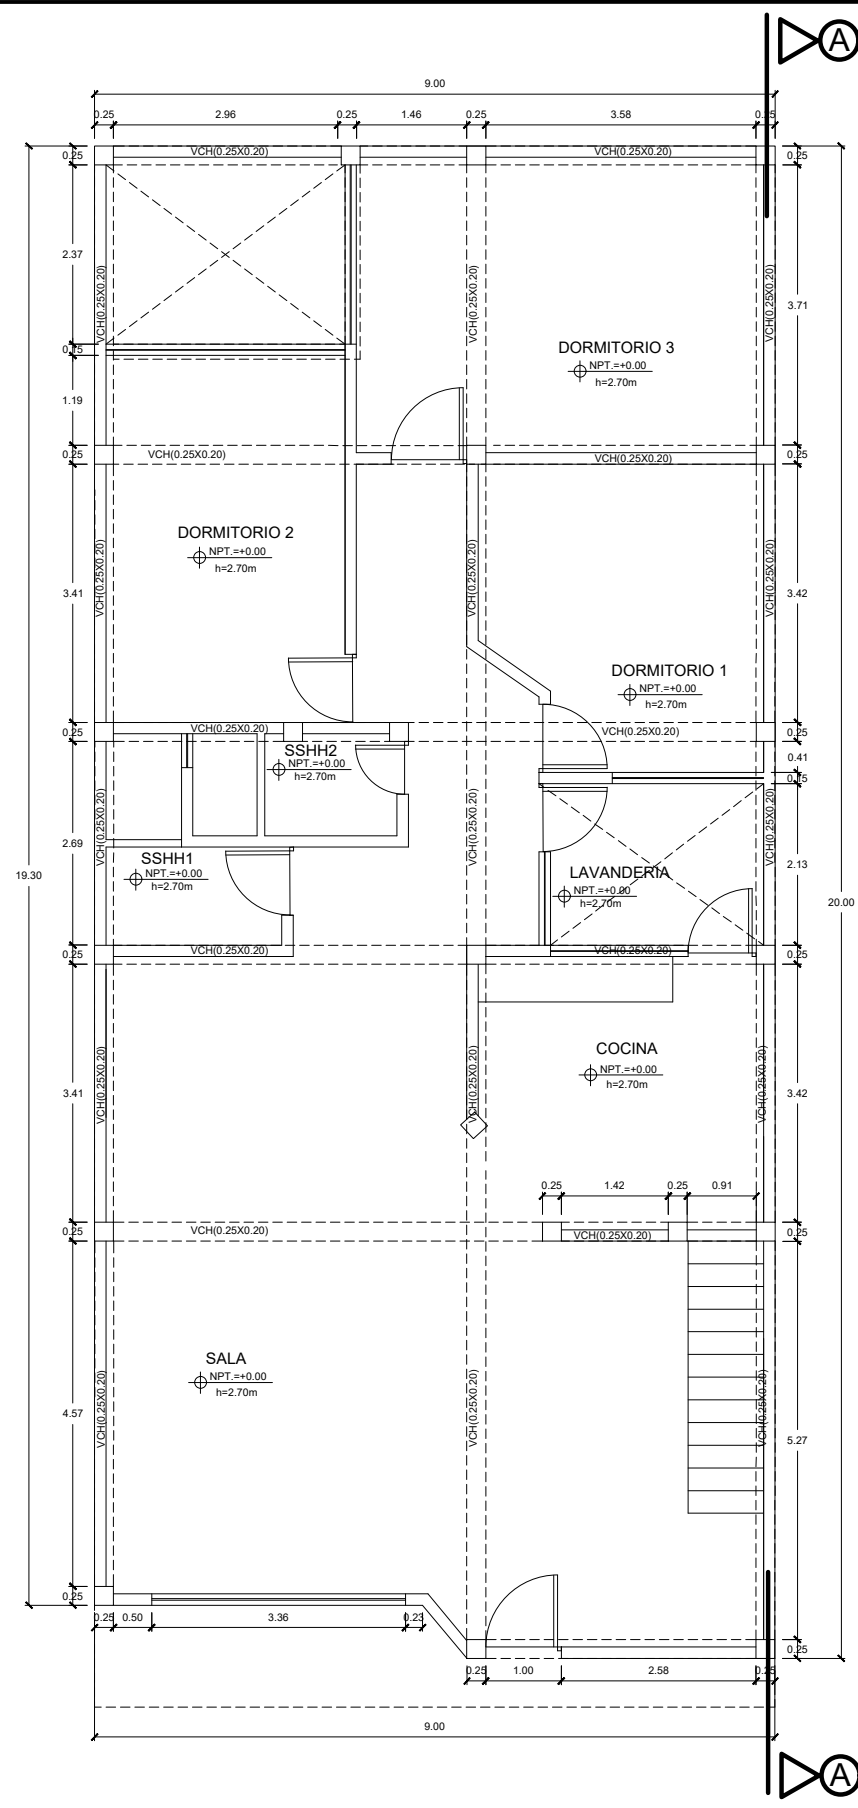 A
9.00
0.25
2.96
0.25
1.46
0.25
3.58
0.25
0.25
VCH(0.25X0.20)
VCH(0.25X0.20)
0.25
2.37
VCH(0.25X0.20)
VCH(0.25X0.20)
VCH(0.25X0.20)
3.71
DORMITORIO 3
NPT.=+0.00
h=2.70m
0.15
1.19
0.25
VCH(0.25X0.20)
VCH(0.25X0.20)
0.25
DORMITORIO 2
NPT.=+0.00
h=2.70m
3.41
VCH(0.25X0.20)
VCH(0.25X0.20)
VCH(0.25X0.20)
3.42
DORMITORIO 1
NPT.=+0.00
h=2.70m
0.25
VCH(0.25X0.20)
VCH(0.25X0.20)
0.25
SSHH2
NPT.=+0.00
h=2.70m
0.41
0.15
2.69
VCH(0.25X0.20)
VCH(0.25X0.20)
VCH(0.25X0.20)
SSHH1
NPT.=+0.00
h=2.70m
LAVANDERIA
NPT.=+0.00
h=2.70m
2.13
19.30
20.00
0.25
VCH(0.25X0.20)
VCH(0.25X0.20)
0.25
COCINA
NPT.=+0.00
h=2.70m
3.41
VCH(0.25X0.20)
VCH(0.25X0.20)
VCH(0.25X0.20)
3.42
0.25
1.42
0.25
0.91
0.25
VCH(0.25X0.20)
VCH(0.25X0.20)
0.25
SALA
NPT.=+0.00
h=2.70m
4.57
VCH(0.25X0.20)
VCH(0.25X0.20)
VCH(0.25X0.20)
5.27
0.25
0.25
0.50
3.36
0.23
0.25
0.25
1.00
2.58
0.25
9.00
A